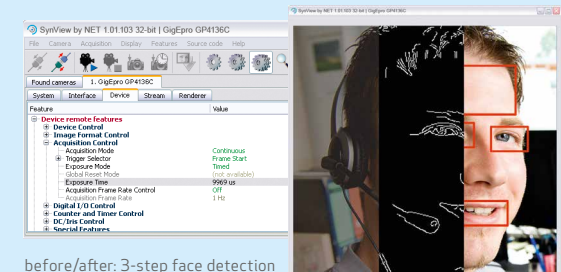 SynView by NET 1.01.103 32-bit | GigEpro GP4136C
File Camera Acquisition Display Features Source code Help
Found cameras 1. GigEpro GP4136C
System Interface Device Stream Renderer
Feature Value
Device remote features
Device Control
Image Format Control
Acquisition Control
Acquisition Mode Continuous
Trigger Selector Frame Start
Exposure Mode Timed
Global Reset Mode (not available)
Exposure Time 9969 us
Acquisition Frame Rate Control Off
Acquisition Frame Rate 1 Hz
Digital I/O Control
Counter and Timer Control
DC/Iris Control
Special Features
before/after: 3-step face detection
SynView by NET 1.01.103 32-bit | GigEpro GP4136C